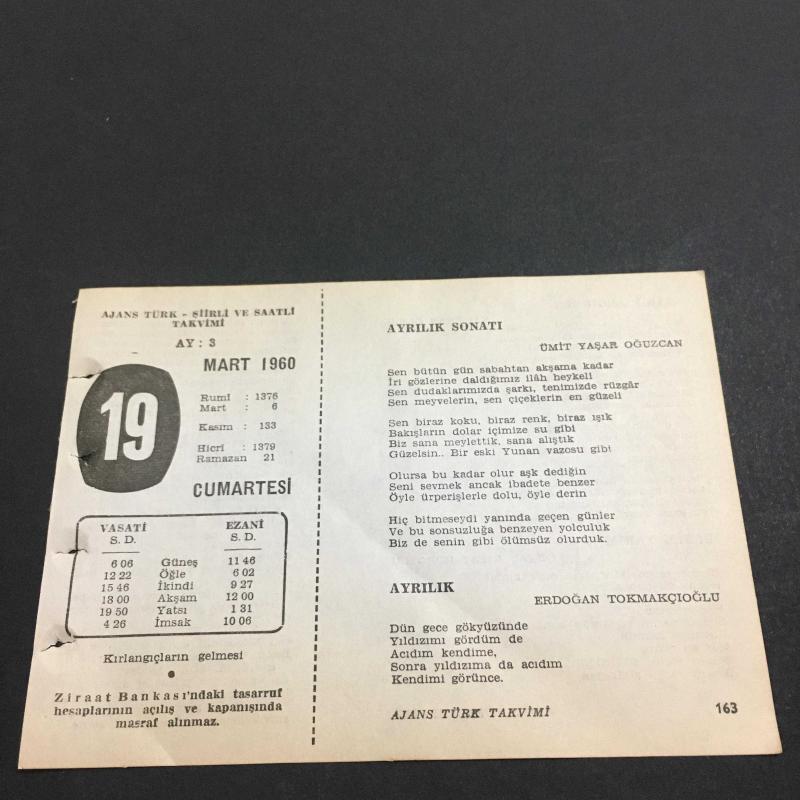 AJANS TÜRK - ŞİİRLİ VE SAATLİ
TAKVİMİ
AY : 3
MART 1960
19
Rumî : 1376
Mart : 6
Kasım : 133
Hicrî : 1379
Ramazan 21
CUMARTESİ
VASATİ EZANİ
S. D. S. D.
6 06 Güneş 11 46
12 22 Öğle 6 02
15 46 İkindi 9 27
18 00 Akşam 12 00
19 50 Yatsı 1 31
4 26 İmsak 10 06
Kırlangıçların gelmesi
Ziraat Bankası'ndaki tasarruf
hesaplarının açılış ve kapanışında
masraf alınmaz.
AYRILIK SONATI
ÜMİT YAŞAR OĞUZCAN
Sen bütün gün sabahtan akşama kadar
İri gözlerine daldığımız ilâh heykeli
Sen dudaklarımızda şarkı, tenimizde rüzgâr
Sen meyvelerin, sen çiçeklerin en güzeli
Sen biraz koku, biraz renk, biraz ışık
Bakışların dolar içimize su gibi
Biz sana meylettik, sana alıştık
Güzelsin.. Bir eski Yunan vazosu gibi
Olursa bu kadar olur aşk dediğin
Seni sevmek ancak ibadete benzer
Öyle ürperişlerle dolu, öyle derin
Hiç bitmeseydi yanında geçen günler
Ve bu sonsuzluğa benzeyen yolculuk
Biz de senin gibi ölümsüz olurduk.
AYRILIK
ERDOĞAN TOKMAKÇIOĞLU
Dün gece gökyüzünde
Yıldızımı gördüm de
Acıdım kendime,
Sonra yıldızıma da acıdım
Kendimi görünce.
AJANS TÜRK TAKVİMİ
163